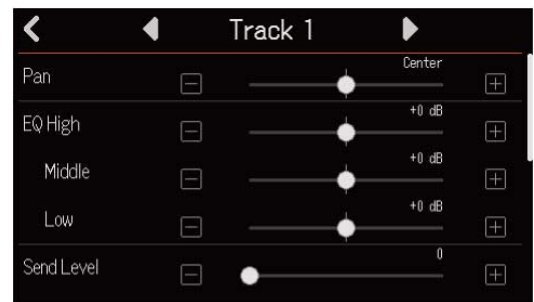 Track 1
Pan Center
EQ High +0 dB
Middle +0 dB
Low +0 dB
Send Level 0